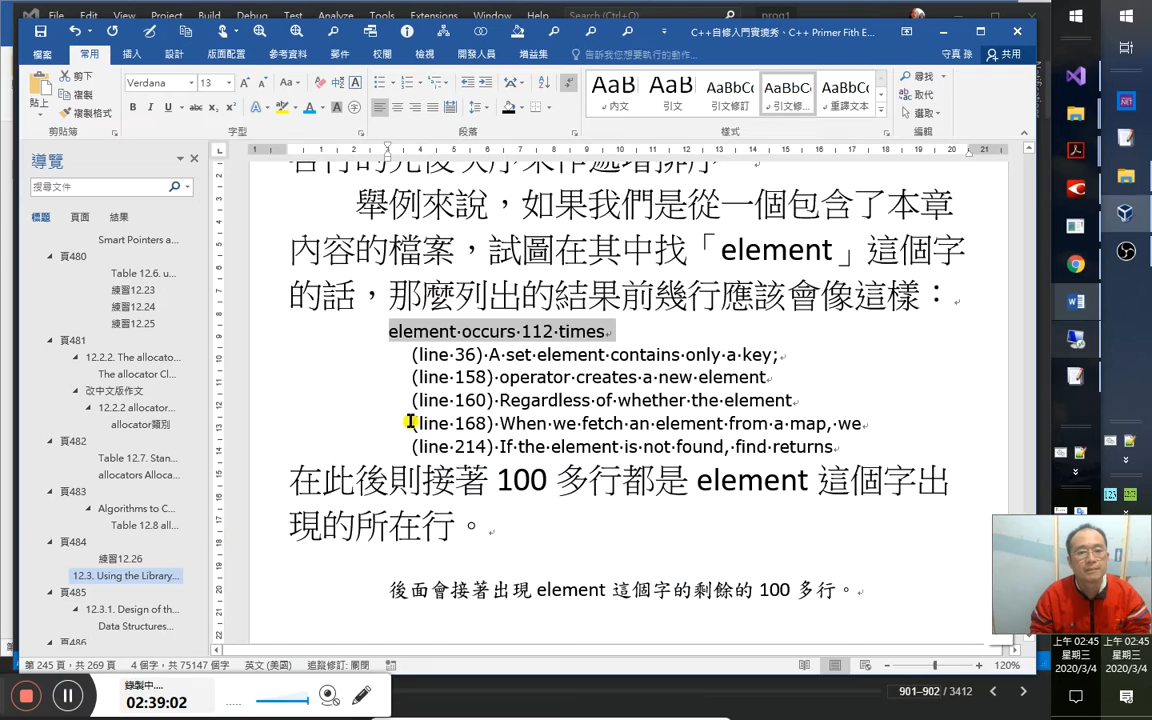 File View Project Build Debug Test Analyze Tools Extensions Window Help Search (Ctrl+Q) prog1
C++自修入門實境秀、C++ Primer Fith E...
檔案 常用 插入 設計 版面配置 參考資料 郵件 校閱 檢視 開發人員 增益集 告訴我您想要執行的動作... 守真 孫 共用
貼上 剪下 複製 複製格式
Verdana 13
AaB AaB AaBbC AaBbC AaBbC
內文 引文 引文修訂 引文修... 重譯文本
尋找 取代 選取
剪貼簿 字型 段落 樣式 編輯
導覽
搜尋文件
標題 頁面 結果
Smart Pointers a...
頁480
Table 12.6. u...
練習12.23
練習12.24
練習12.25
頁481
12.2.2. The allocator...
The allocator Cl...
改中文版作文
12.2.2 allocator...
allocator類別
頁482
Table 12.7. Stan...
allocators Alloca...
Algorithms to C...
Table 12.8 all...
頁484
練習12.26
12.3. Using the Library...
頁485
12.3.1. Design of th...
Data Structures...
頁486
舉例來說，如果我們是從一個包含了本章
內容的檔案，試圖在其中找「element」這個字
的話，那麼列出的結果前幾行應該會像這樣：
element occurs 112 times
(line 36) A set element contains only a key;
(line 158) operator creates a new element
(line 160) Regardless of whether the element
(line 168) When we fetch an element from a map, we
(line 214) If the element is not found, find returns
在此後則接著 100 多行都是 element 這個字出
現的所在行。
後面會接著出現 element 這個字的剩餘的 100 多行。
第 245 頁，共 269 頁 4 個字，共 75147 個字 英文 (美國) 追蹤修訂: 關閉 120%
錄製中...
02:39:02
901–902 / 3412
上午 02:45
星期三
2020/3/4
上午 02:45
星期三
2020/3/4